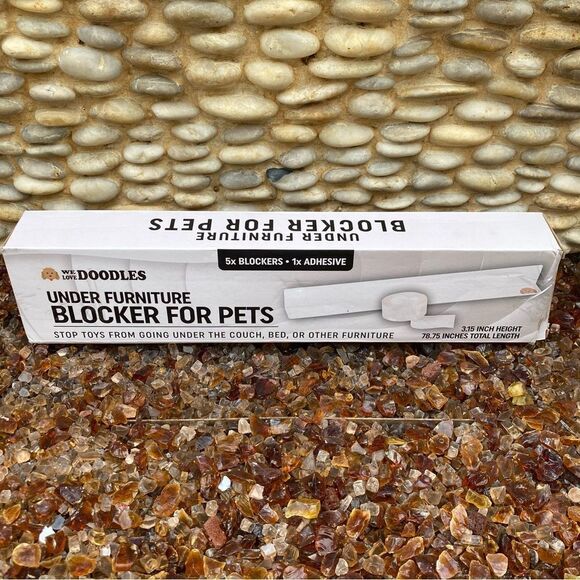 UNDER FURNITURE
BLOCKER FOR PETS
5x BLOCKERS • 1x ADHESIVE
WE LOVE DOODLES
UNDER FURNITURE
BLOCKER FOR PETS
STOP TOYS FROM GOING UNDER THE COUCH, BED, OR OTHER FURNITURE
3.15 INCH HEIGHT
78.75 INCHES TOTAL LENGTH